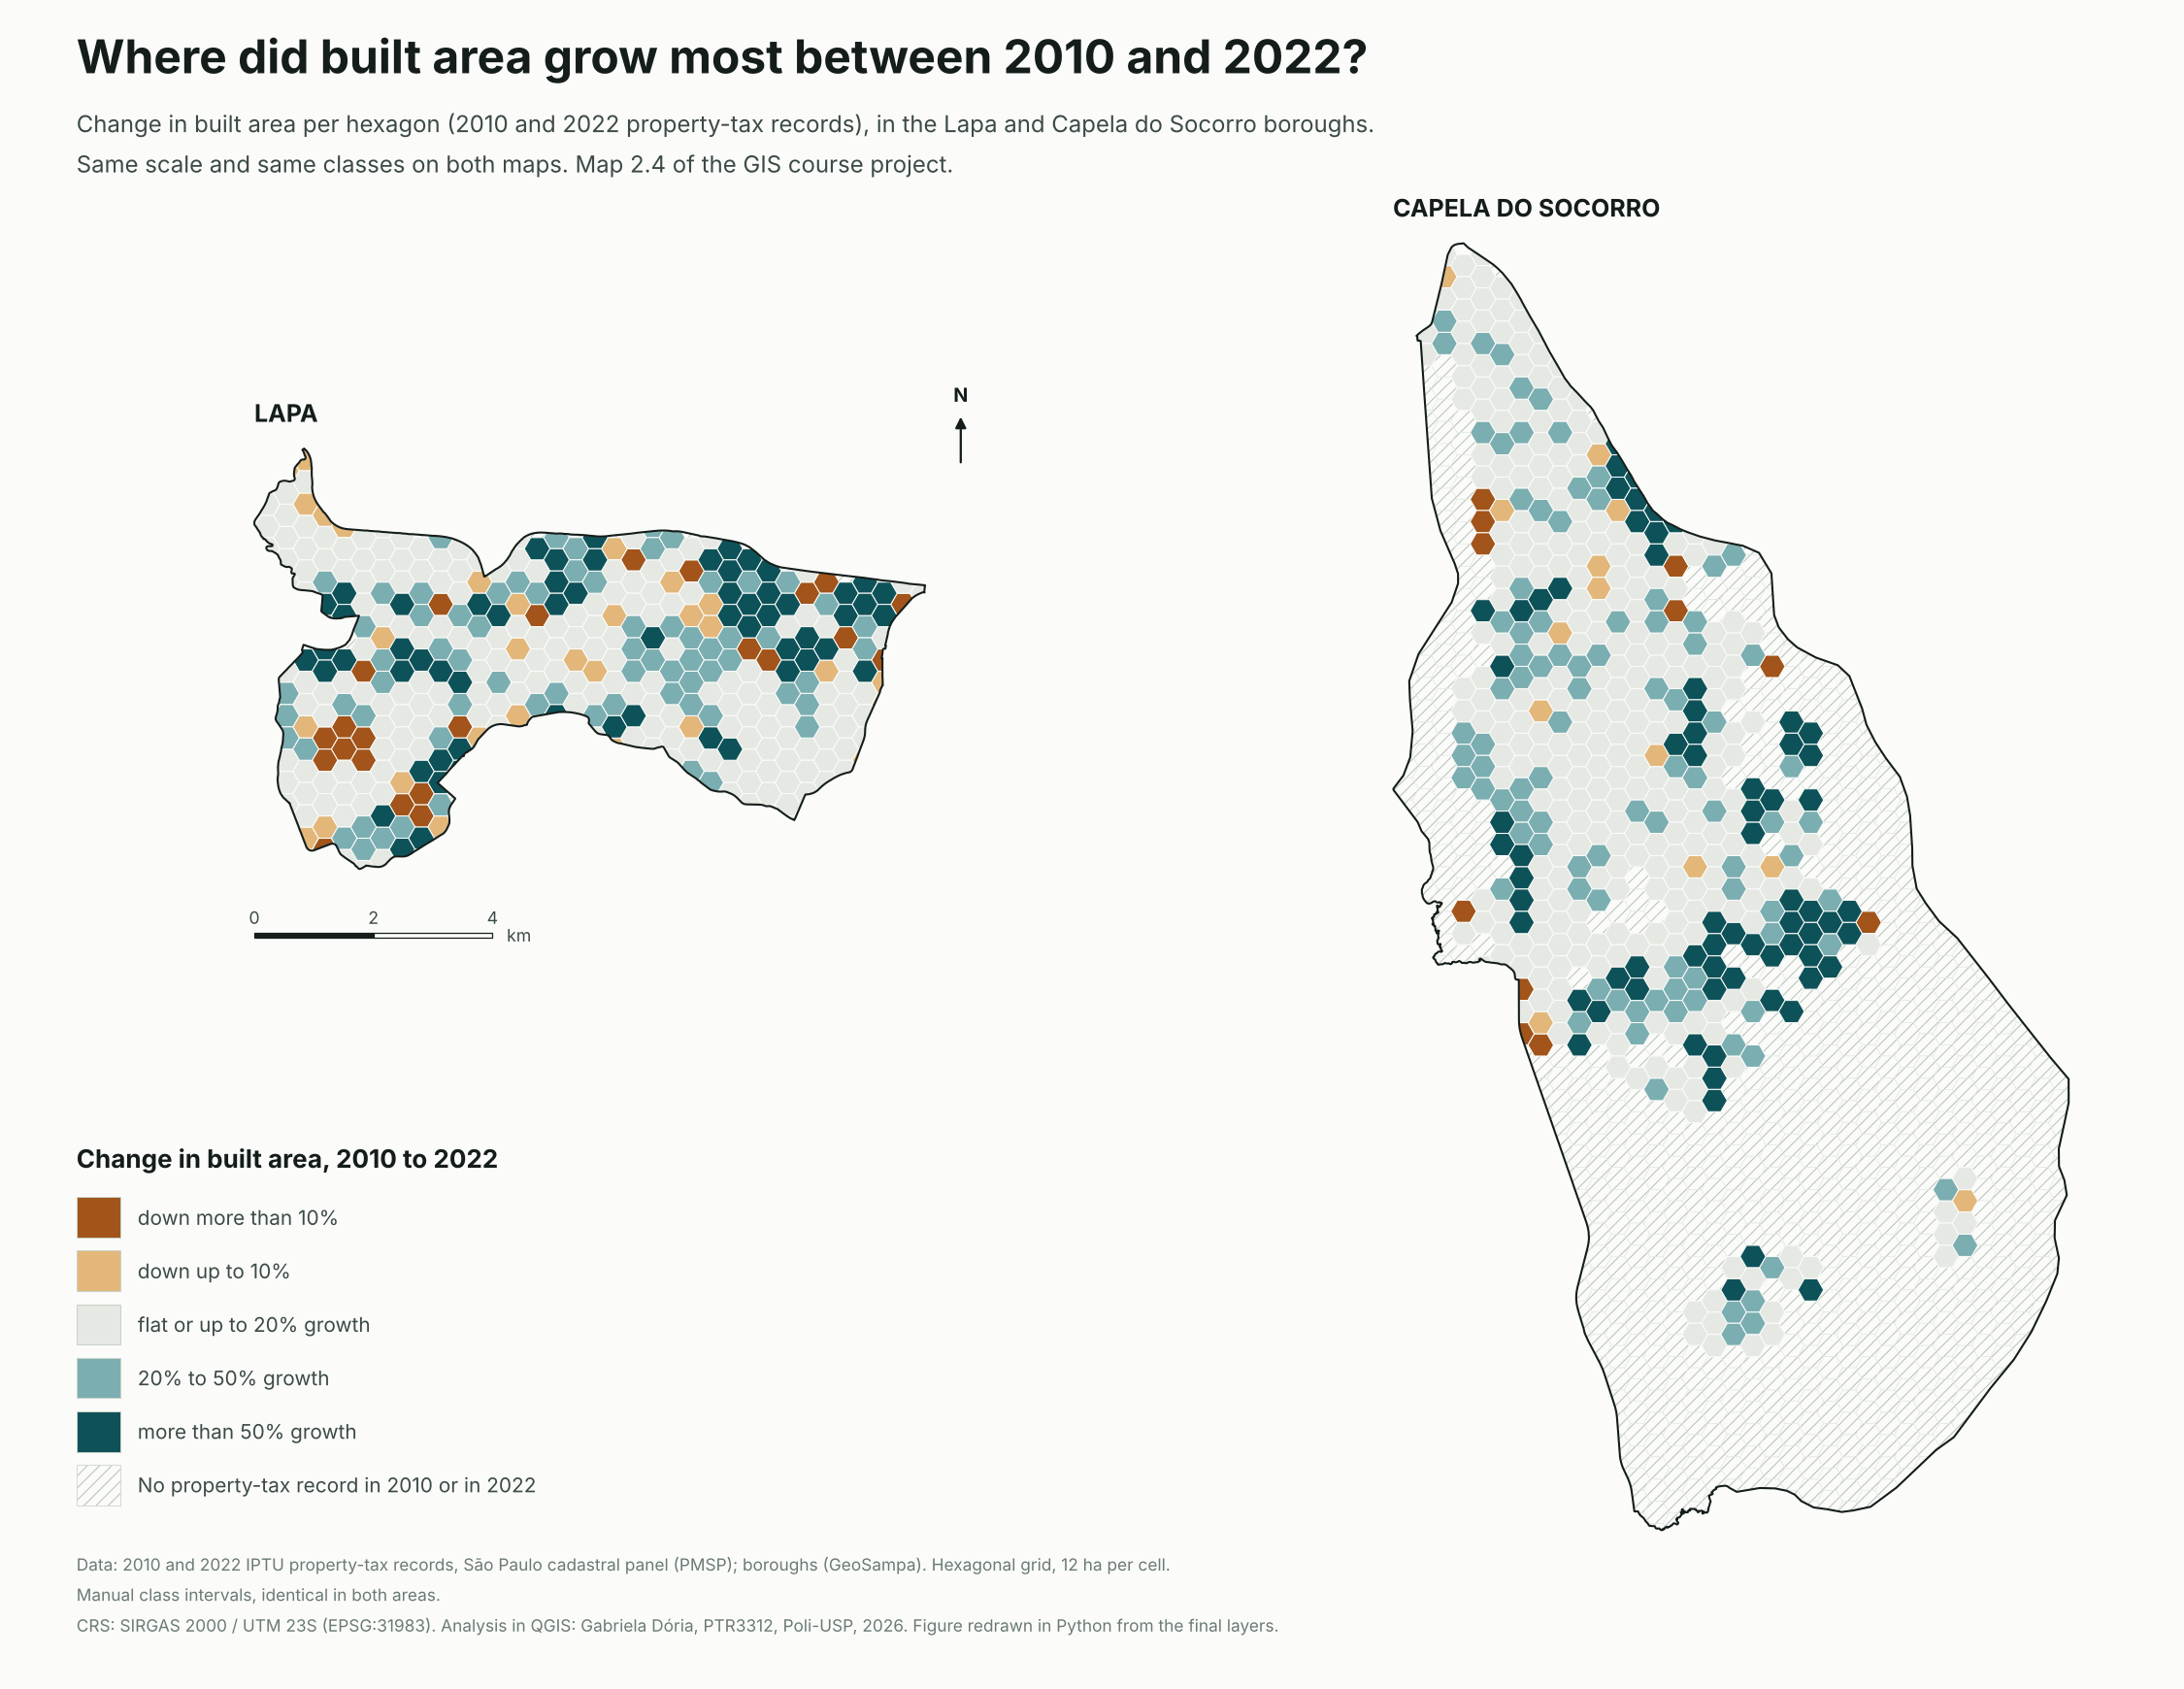 Where did built area grow most between 2010 and 2022?
Change in built area per hexagon (2010 and 2022 property-tax records), in the Lapa and Capela do Socorro boroughs.
Same scale and same classes on both maps. Map 2.4 of the GIS course project.
CAPELA DO SOCORRO
N
LAPA
0 2 4 km
Change in built area, 2010 to 2022
down more than 10%
down up to 10%
flat or up to 20% growth
20% to 50% growth
more than 50% growth
No property-tax record in 2010 or in 2022
Data: 2010 and 2022 IPTU property-tax records, São Paulo cadastral panel (PMSP); boroughs (GeoSampa). Hexagonal grid, 12 ha per cell.
Manual class intervals, identical in both areas.
CRS: SIRGAS 2000 / UTM 23S (EPSG:31983). Analysis in QGIS: Gabriela Dória, PTR3312, Poli-USP, 2026. Figure redrawn in Python from the final layers.